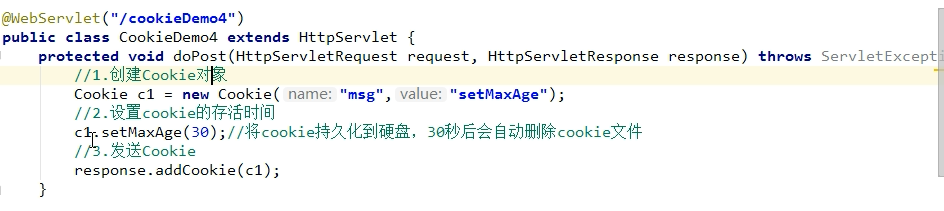 @WebServlet("/cookieDemo4")
public class CookieDemo4 extends HttpServlet {
protected void doPost(HttpServletRequest request, HttpServletResponse response) throws ServletExcepti
//1.创建Cookie对象
Cookie c1 = new Cookie( name: "msg", value: "setMaxAge");
//2.设置cookie的存活时间
c1.setMaxAge(30);//将cookie持久化到硬盘，30秒后会自动删除cookie文件
//3.发送Cookie
response.addCookie(c1);
}